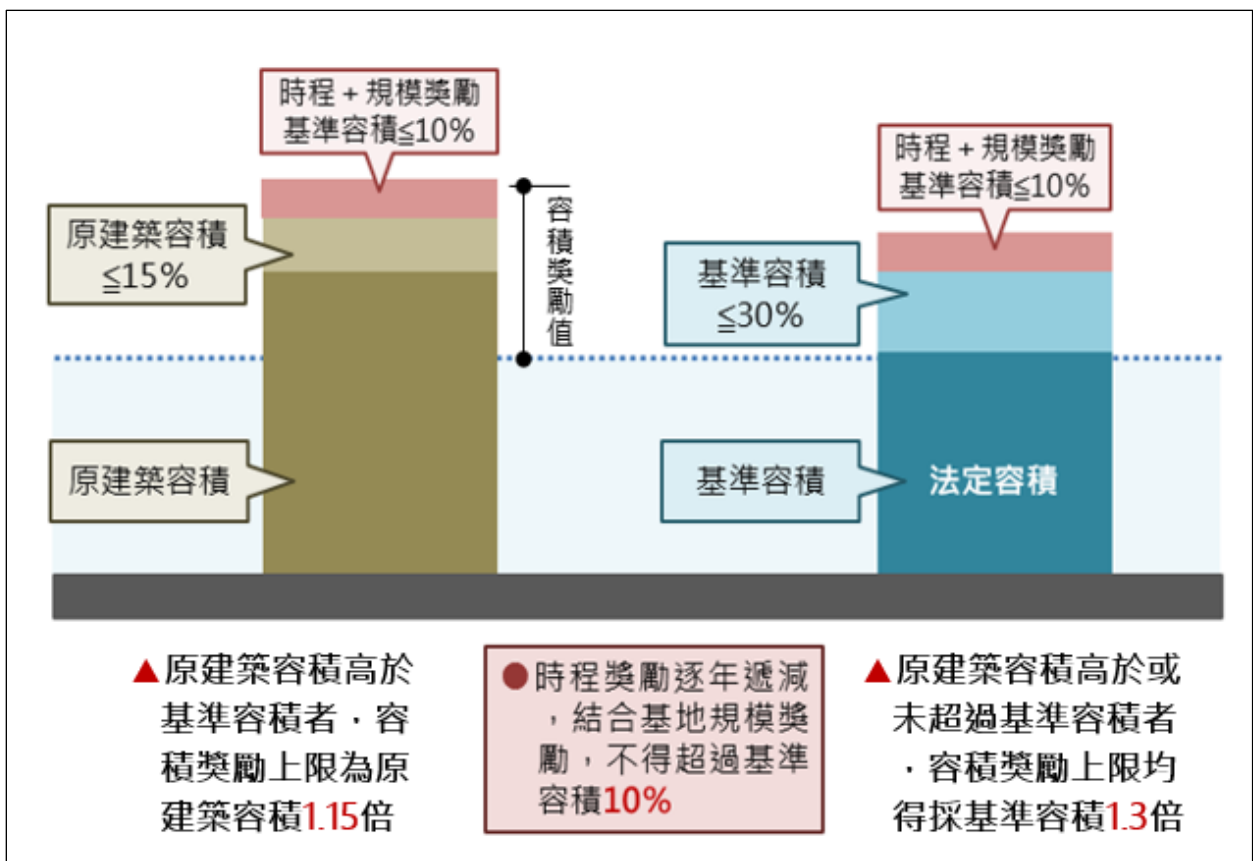 時程＋規模獎勵
基準容積≦10%
原建築容積
≦15%
容積獎勵值
原建築容積
時程＋規模獎勵
基準容積≦10%
基準容積
≦30%
基準容積
法定容積
▲原建築容積高於
基準容積者，容
積獎勵上限為原
建築容積1.15倍
●時程獎勵逐年遞減
，結合基地規模獎
勵，不得超過基準
容積10%
▲原建築容積高於或
未超過基準容積者
，容積獎勵上限均
得採基準容積1.3倍